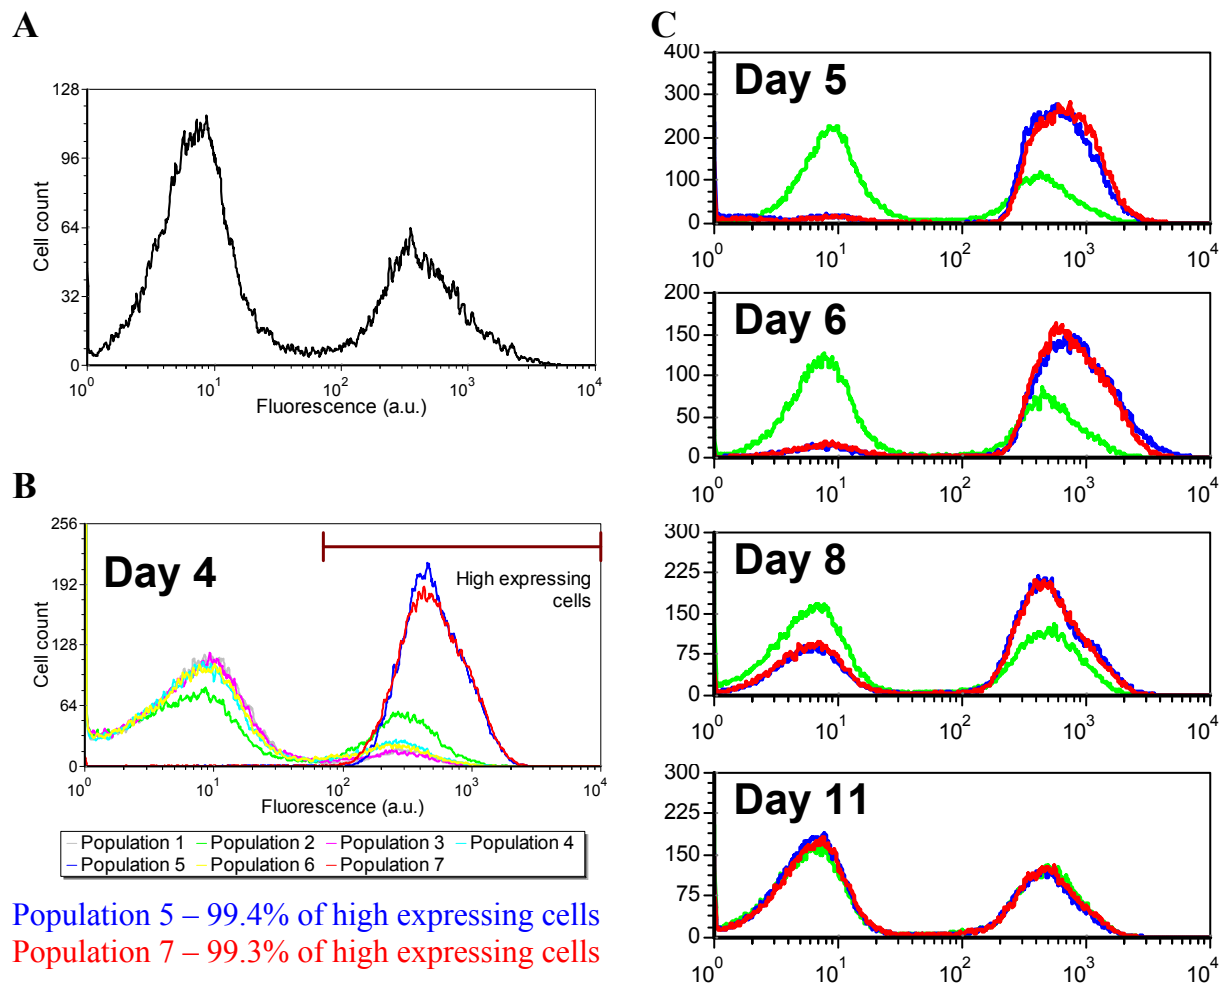 A
128
96
64
32
0
Cell count
10^0 10^1 10^2 10^3 10^4
Fluorescence (a.u.)
B
256
192
128
64
0
Cell count
Day 4
High expressing
cells
10^0 10^1 10^2 10^3 10^4
Fluorescence (a.u.)
Population 1 Population 2 Population 3 Population 4
Population 5 Population 6 Population 7
Population 5 – 99.4% of high expressing cells
Population 7 – 99.3% of high expressing cells
C
400
300
200
100
0
Day 5
10^0 10^1 10^2 10^3 10^4
200
150
100
50
0
Day 6
10^0 10^1 10^2 10^3 10^4
300
225
150
75
0
Day 8
10^0 10^1 10^2 10^3 10^4
300
225
150
75
0
Day 11
10^0 10^1 10^2 10^3 10^4